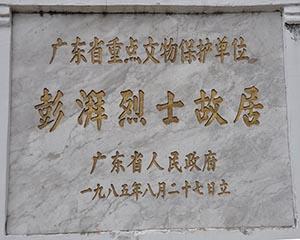 广东省重点文物保护单位
彭湃烈士故居
广东省人民政府
一九八五年八月二十七日立